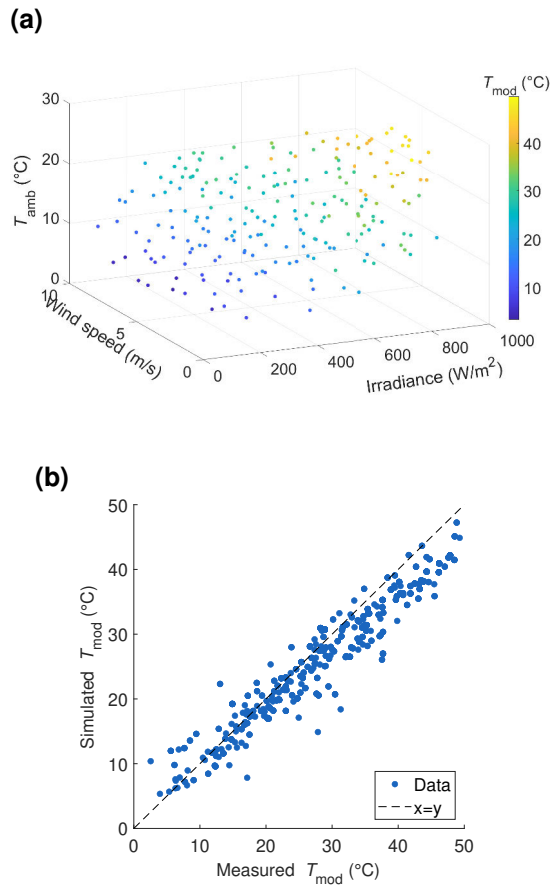 (a)
T_mod (°C)
30
20
10
0
T_amb (°C)
40
30
20
10
10
5
0
Wind speed (m/s)
0
200
400
600
800
1000
Irradiance (W/m²)
(b)
50
40
30
20
10
0
Simulated T_mod (°C)
Data
x=y
0
10
20
30
40
50
Measured T_mod (°C)